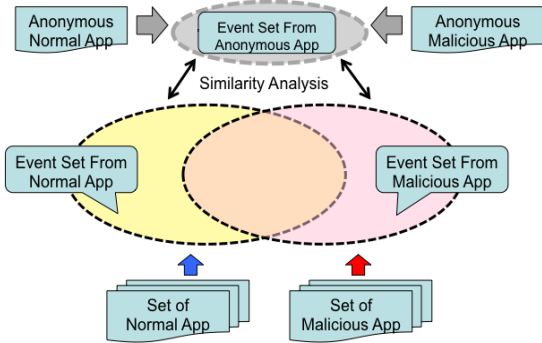 Anonymous
Normal App
Event Set From
Anonymous App
Anonymous
Malicious App
Similarity Analysis
Event Set From
Normal App
Event Set From
Malicious App
Set of
Normal App
Set of
Malicious App